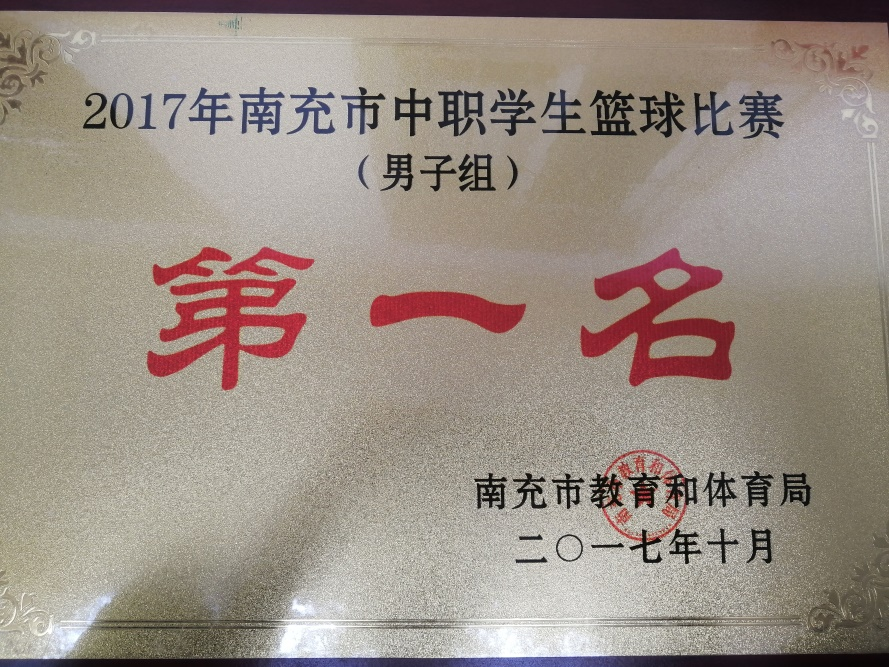 2017年南充市中职学生篮球比赛
（男子组）
第一名
南充市教育和体育局
二〇一七年十月